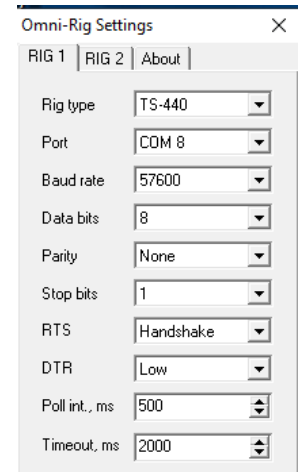 Omni-Rig Settings
RIG 1 RIG 2 About
Rig type TS-440
Port COM 8
Baud rate 57600
Data bits 8
Parity None
Stop bits 1
RTS Handshake
DTR Low
Poll int., ms 500
Timeout, ms 2000